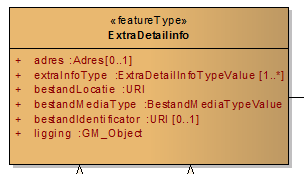 «featureType»
ExtraDetailinfo
+ adres :Adres[0..1]
+ extraInfoType :ExtraDetailInfoTypeValue [1..*]
+ bestandLocatie :URI
+ bestandMediaType :BestandMediaTypeValue
+ bestandIdentificator :URI [0..1]
+ ligging :GM_Object